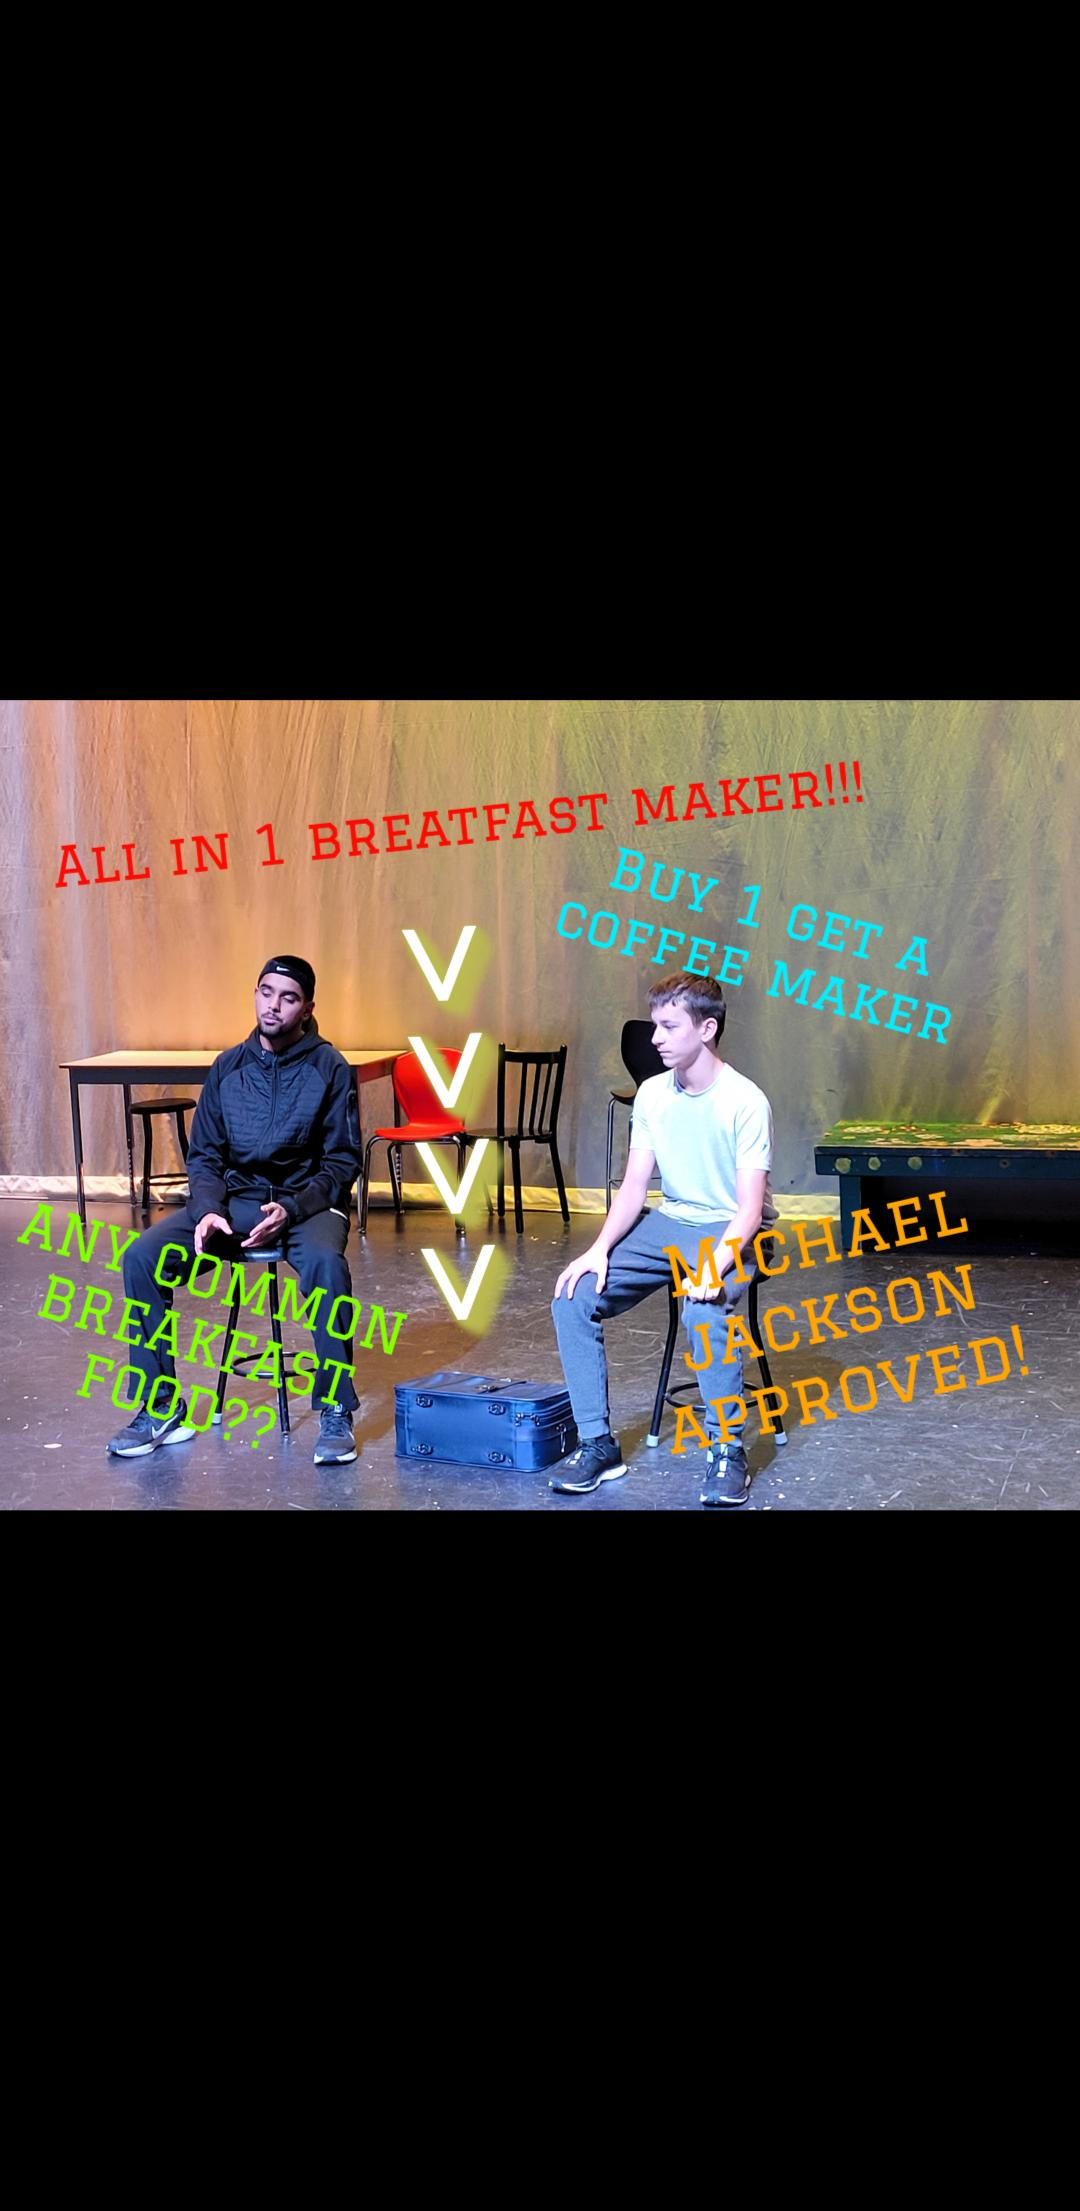 All in 1 breatfast maker!!!
Buy 1 get a
coffee maker
V
V
V
V
Any common
breakfast
food??
Michael
Jackson
approved!